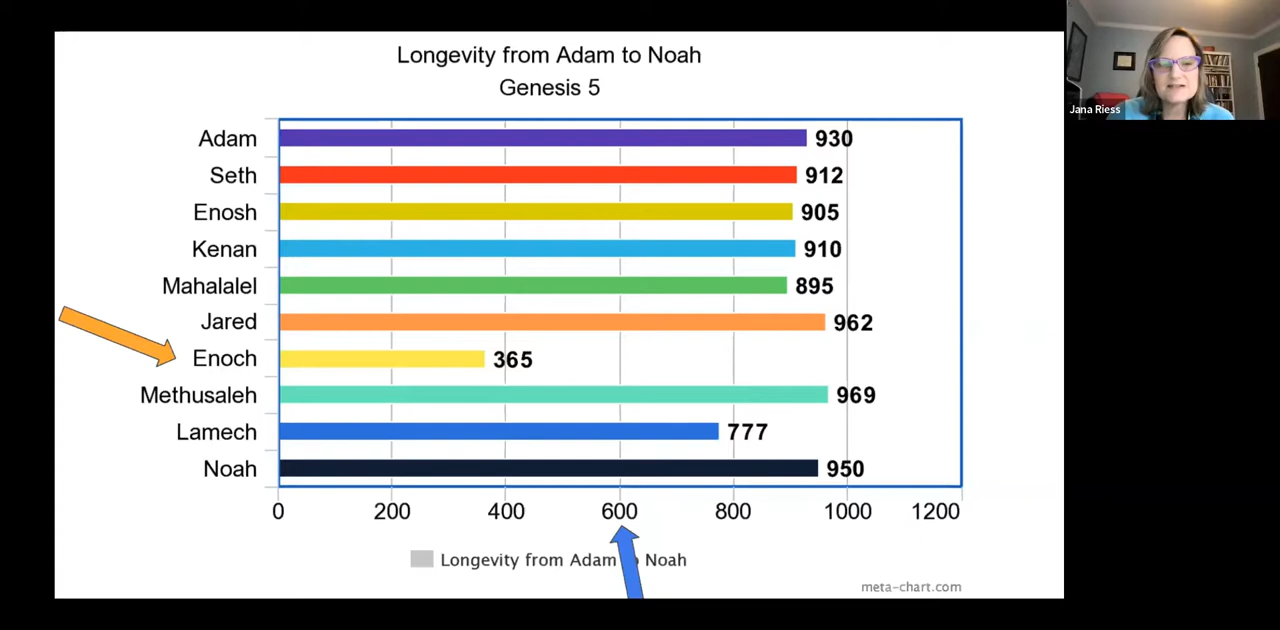 Longevity from Adam to Noah
Genesis 5
Adam 930
Seth 912
Enosh 905
Kenan 910
Mahalalel 895
Jared 962
Enoch 365
Methusaleh 969
Lamech 777
Noah 950
0 200 400 600 800 1000 1200
Longevity from Adam Noah
meta-chart.com
Jana Riess